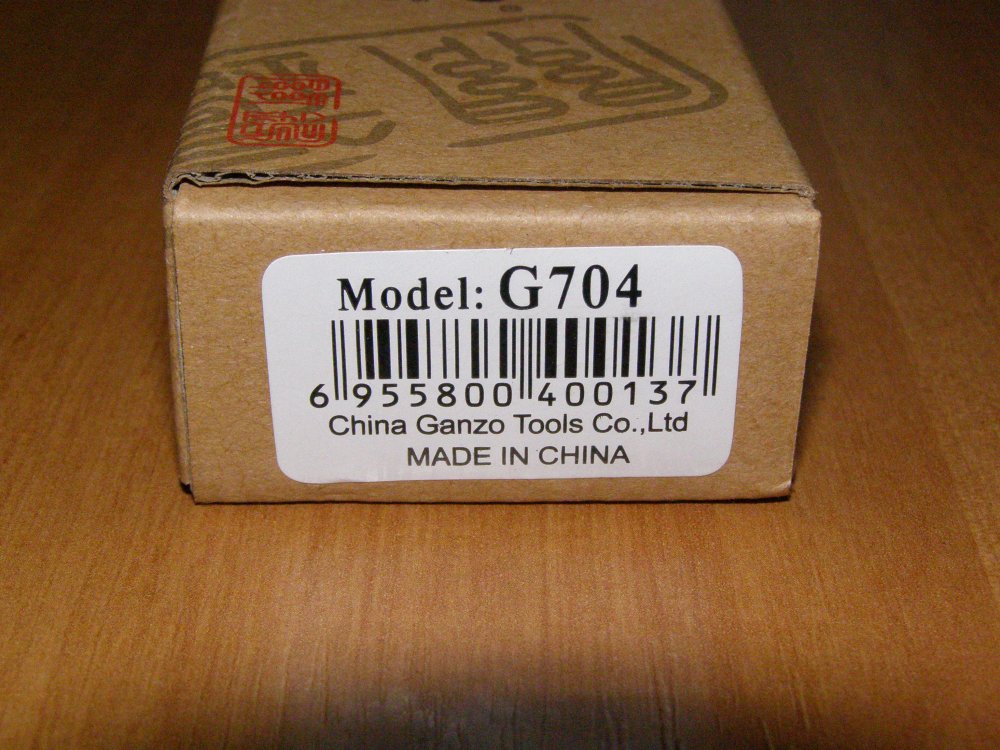 Model: G704
6 955800 400137
China Ganzo Tools Co.,Ltd
MADE IN CHINA